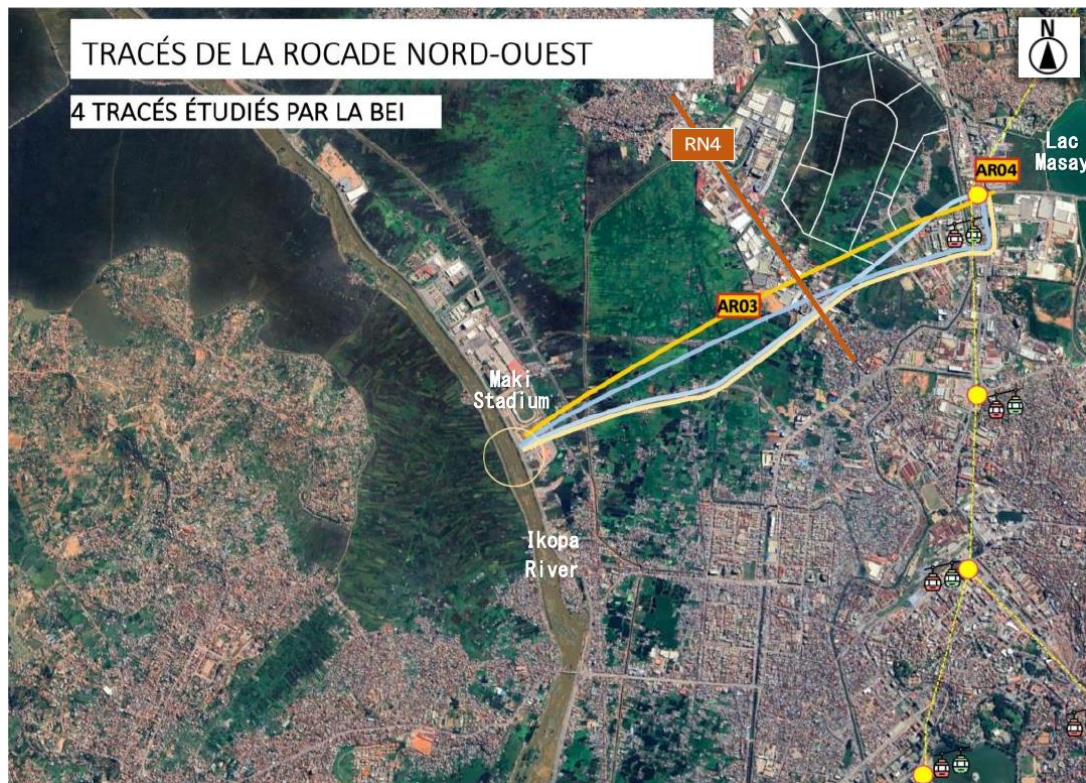 TRACÉS DE LA ROCADE NORD-OUEST
4 TRACÉS ÉTUDIÉS PAR LA BEI
N
RN4
Lac
Masay
AR04
AR03
Maki
Stadium
Ikopa
River